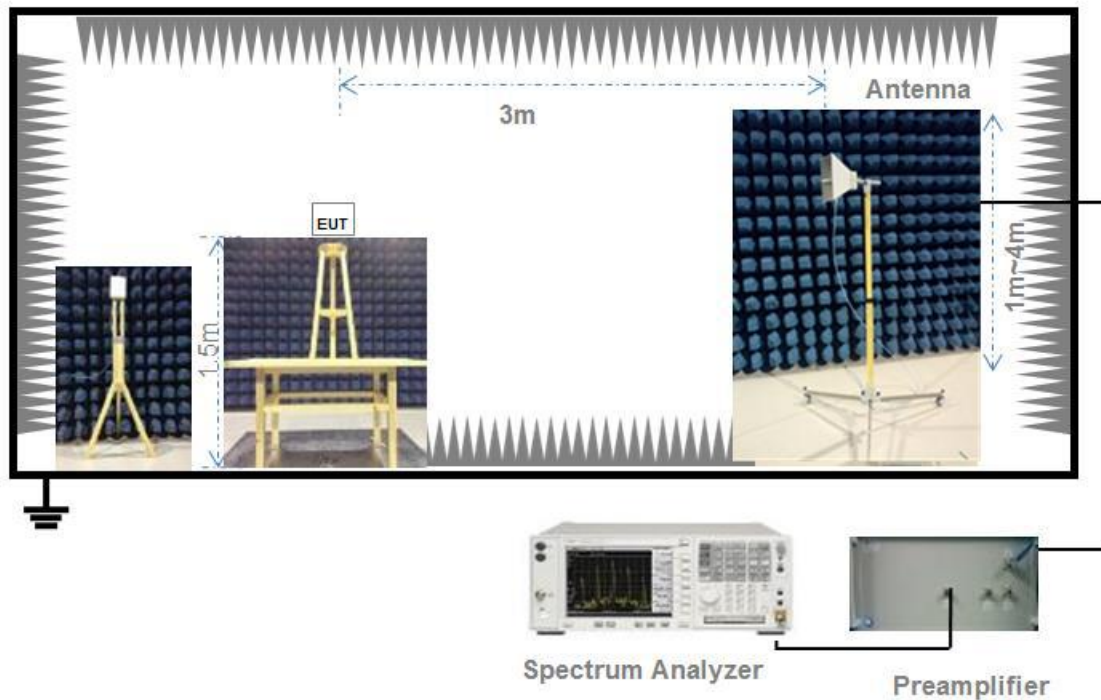 Antenna
3m
EUT
1.5m
1m~4m
Spectrum Analyzer
Preamplifier